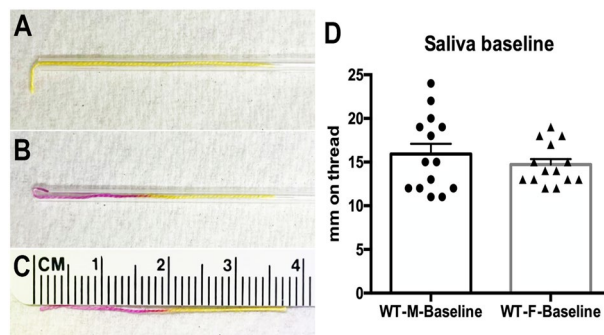 A
B
C
CM 1 2 3 4
D
Saliva baseline
mm on thread
25
20
15
10
5
0
WT-M-Baseline WT-F-Baseline